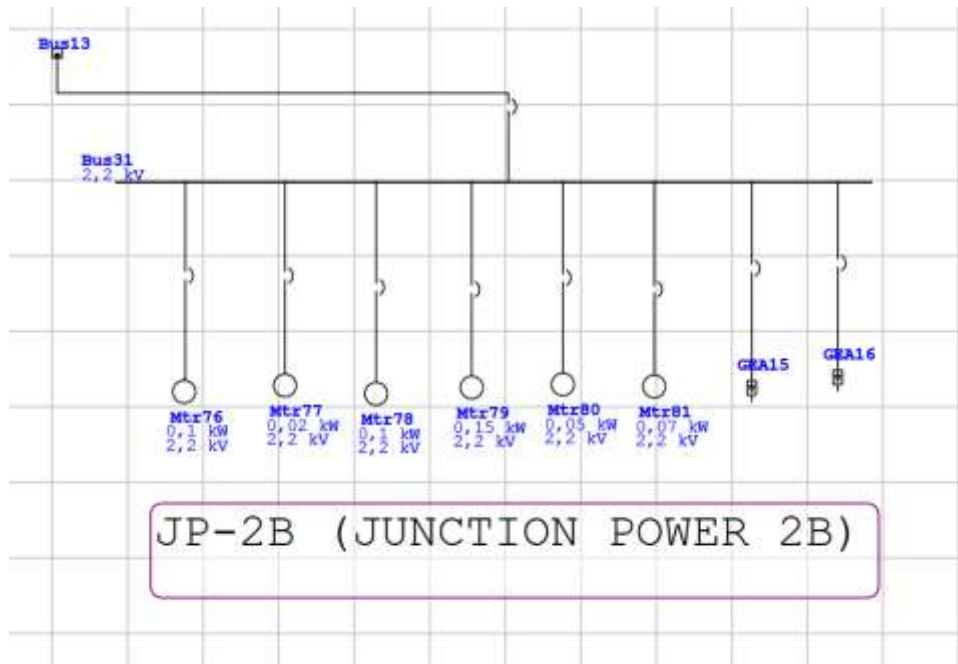 Bus13
Bus31
2,2 kV
GEA15
GEA16
Mtr76
0,1 kW
2,2 kV
Mtr77
0,02 kW
2,2 kV
Mtr78
0,1 kW
2,2 kV
Mtr79
0,15 kW
2,2 kV
Mtr80
0,05 kW
2,2 kV
Mtr81
0,07 kW
2,2 kV
JP-2B (JUNCTION POWER 2B)